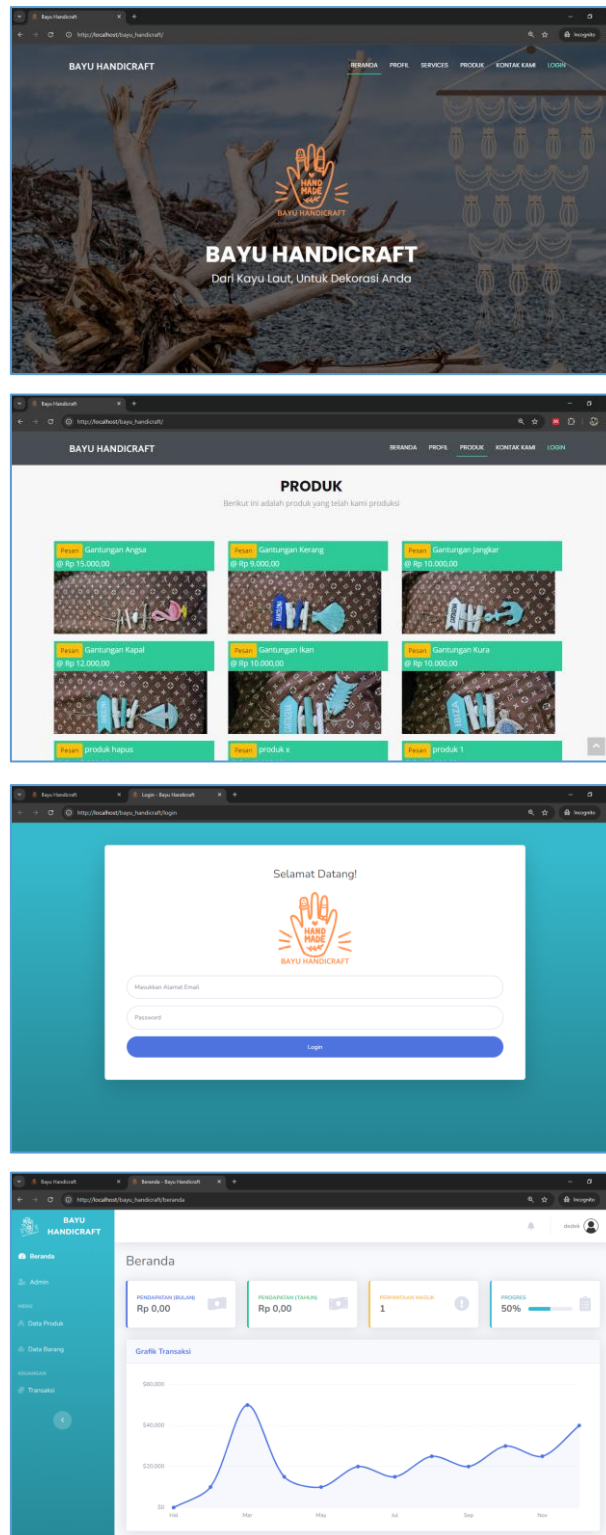 Bayu Handicraft
http://localhost/bayu_handicraft/
Incognito
BAYU HANDICRAFT
BERANDA PROFIL SERVICES PRODUK KONTAK KAMI LOGIN
HAND
MADE
BAYU HANDICRAFT
BAYU HANDICRAFT
Dari Kayu Laut, Untuk Dekorasi Anda
Bayu Handicraft
http://localhost/bayu_handicraft/
BAYU HANDICRAFT
BERANDA PROFIL PRODUK KONTAK KAMI LOGIN
PRODUK
Berikut ini adalah produk yang telah kami produksi
Pesan Gantungan Angsa
@ Rp 15.000,00
Pesan Gantungan Kerang
@ Rp 9.000,00
Pesan Gantungan Jangkar
@ Rp 10.000,00
Pesan Gantungan Kapal
@ Rp 12.000,00
Pesan Gantungan Ikan
@ Rp 10.000,00
Pesan Gantungan Kura
@ Rp 10.000,00
IBIZA
Pesan produk hapus
Pesan produk x
Pesan produk 1
Bayu Handicraft
Login - Bayu Handicraft
http://localhost/bayu_handicraft/login
Incognito
Selamat Datang!
HAND
MADE
BAYU HANDICRAFT
Masukkan Alamat Email
Password
Login
Bayu Handicraft
Beranda - Bayu Handicraft
http://localhost/bayu_handicraft/beranda
Incognito
BAYU
HANDICRAFT
Beranda
Admin
MENU
Data Produk
Data Barang
KEUANGAN
Transaksi
Beranda
PENDAPATAN (BULAN)
Rp 0,00
PENDAPATAN (TAHUN)
Rp 0,00
PERMINTAAN MASUK
1
PROGRES
50%
Grafik Transaksi
$60,000
$40,000
$20,000
$0
Mar
May
Jul
Sep
Nov